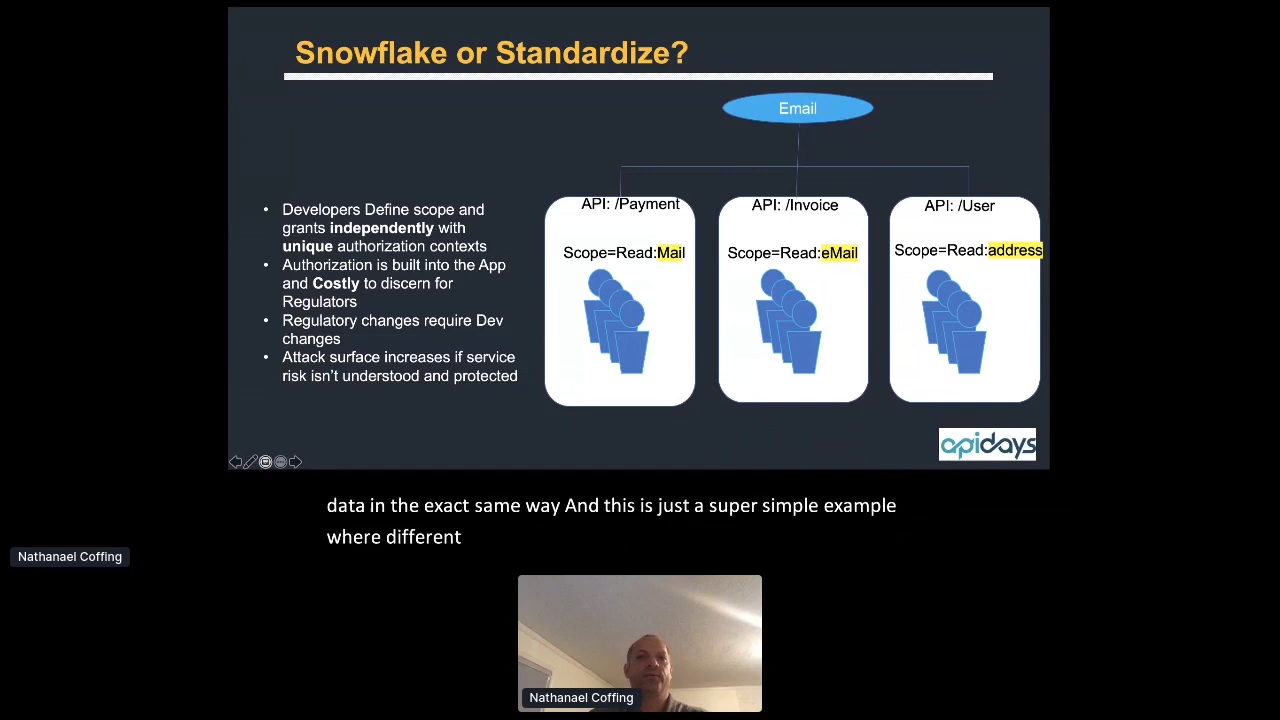 Snowflake or Standardize?
Email
• Developers Define scope and
grants independently with
unique authorization contexts
• Authorization is built into the App
and Costly to discern for
Regulators
• Regulatory changes require Dev
changes
• Attack surface increases if service
risk isn’t understood and protected
API: /Payment
Scope=Read:Mail
API: /Invoice
Scope=Read:eMail
API: /User
Scope=Read:address
apidays
data in the exact same way And this is just a super simple example
where different
Nathanael Coffing
Nathanael Coffing